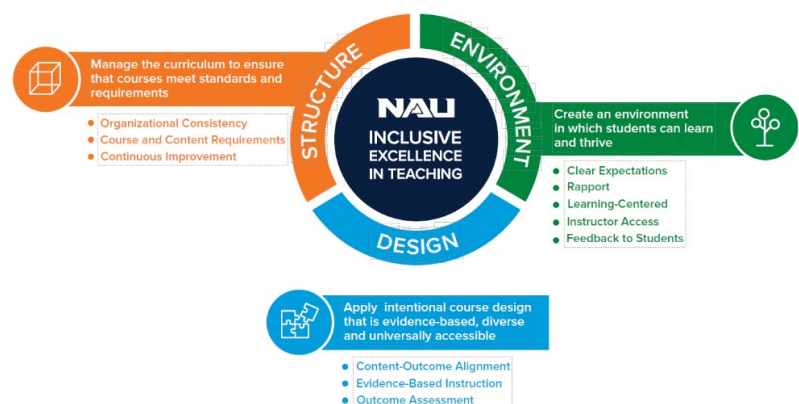 STRUCTURE
ENVIRONMENT
DESIGN
NAU
INCLUSIVE
EXCELLENCE
IN TEACHING
Manage the curriculum to ensure
that courses meet standards and
requirements
• Organizational Consistency
• Course and Content Requirements
• Continuous Improvement
Create an environment
in which students can learn
and thrive
• Clear Expectations
• Rapport
• Learning-Centered
• Instructor Access
• Feedback to Students
Apply intentional course design
that is evidence-based, diverse
and universally accessible
• Content-Outcome Alignment
• Evidence-Based Instruction
• Outcome Assessment